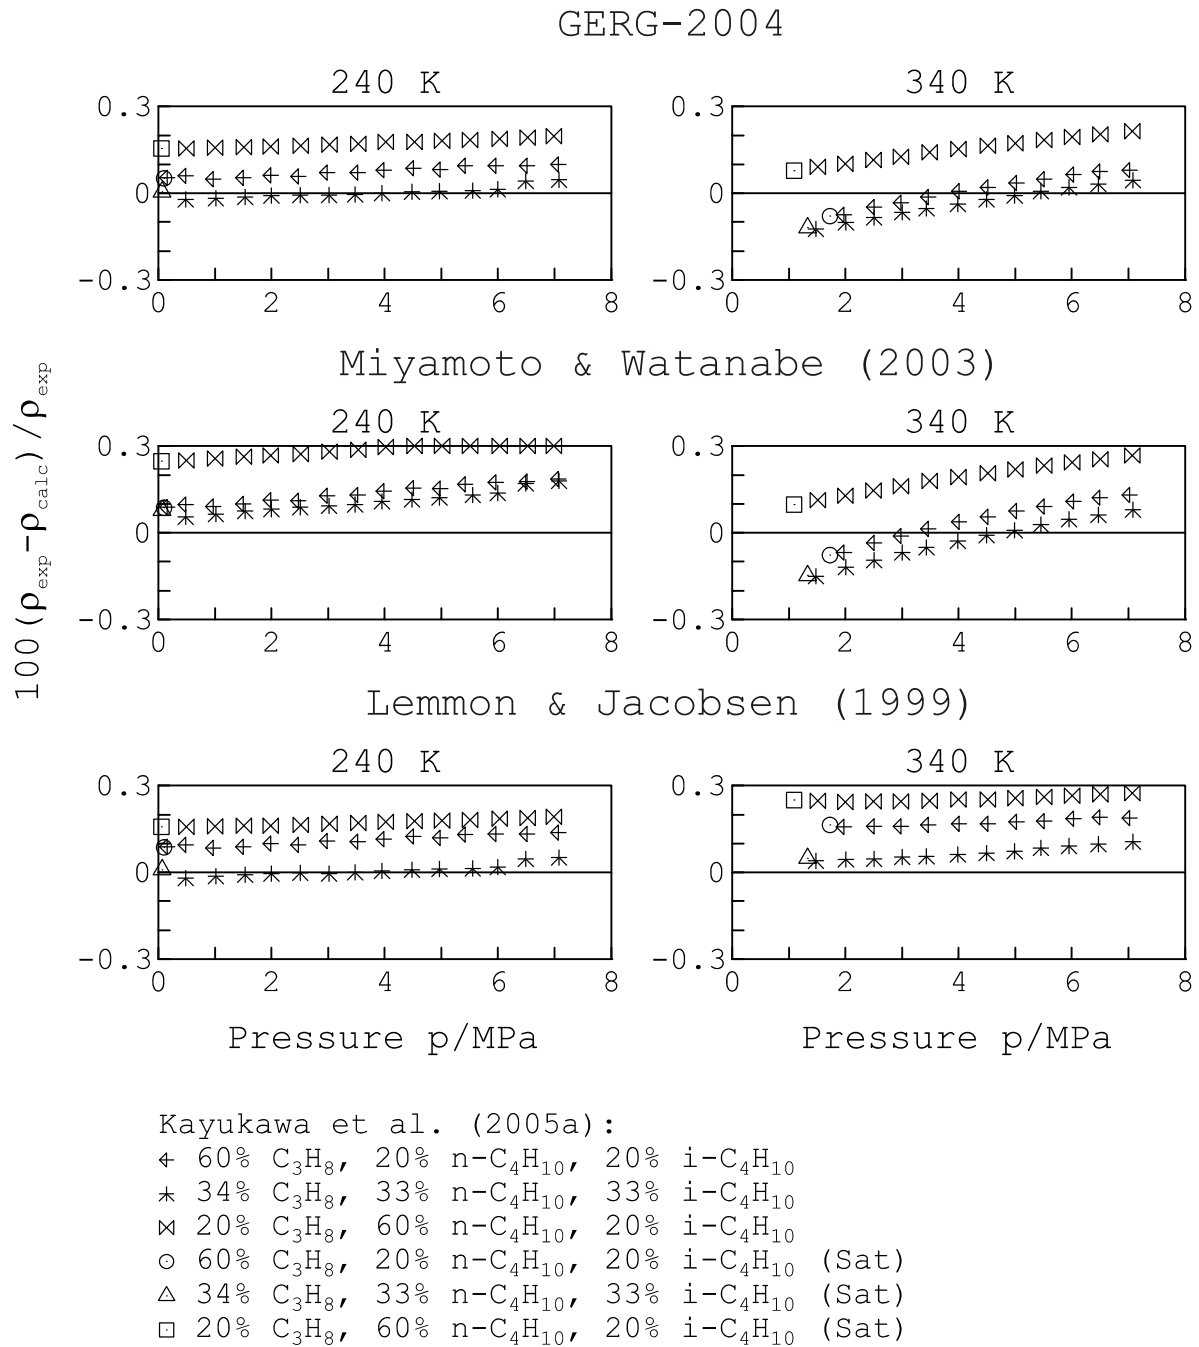 GERG-2004
240 K
340 K
0.3
0
-0.3
0 2 4 6 8
0.3
0
-0.3
0 2 4 6 8
Miyamoto & Watanabe (2003)
240 K
340 K
0.3
0
-0.3
0 2 4 6 8
0.3
0
-0.3
0 2 4 6 8
100(ρexp-ρcalc)/ρexp
Lemmon & Jacobsen (1999)
240 K
340 K
0.3
0
-0.3
0 2 4 6 8
0.3
0
-0.3
0 2 4 6 8
Pressure p/MPa
Pressure p/MPa
Kayukawa et al. (2005a):
60% C3H8, 20% n-C4H10, 20% i-C4H10
34% C3H8, 33% n-C4H10, 33% i-C4H10
20% C3H8, 60% n-C4H10, 20% i-C4H10
60% C3H8, 20% n-C4H10, 20% i-C4H10 (Sat)
34% C3H8, 33% n-C4H10, 33% i-C4H10 (Sat)
20% C3H8, 60% n-C4H10, 20% i-C4H10 (Sat)